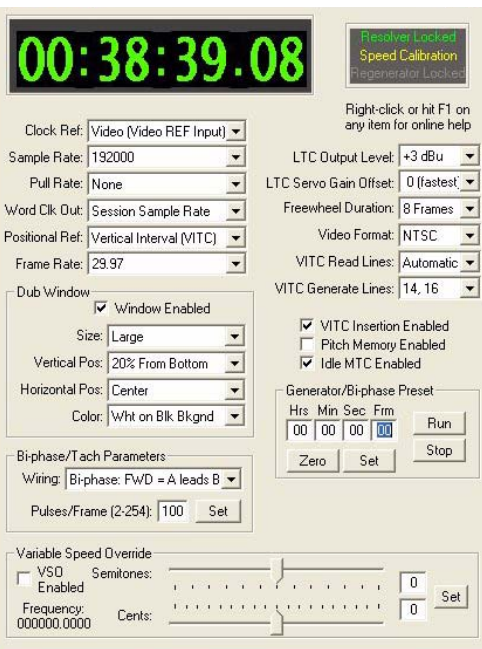 00:38:39.08
Resolver Locked
Speed Calibration
Regenerator Locked
Right-click or hit F1 on
any item for online help
Clock Ref: Video (Video REF Input)
Sample Rate: 192000
Pull Rate: None
Word Clk Out: Session Sample Rate
Positional Ref: Vertical Interval (VITC)
Frame Rate: 29.97
LTC Output Level: +3 dBu
LTC Servo Gain Offset: 0 (fastest)
Freewheel Duration: 8 Frames
Video Format: NTSC
VITC Read Lines: Automatic
VITC Generate Lines: 14, 16
Dub Window
Window Enabled
Size: Large
Vertical Pos: 20% From Bottom
Horizontal Pos: Center
Color: Wht on Blk Bkgnd
VITC Insertion Enabled
Pitch Memory Enabled
Idle MTC Enabled
Generator/Bi-phase Preset
Hrs Min Sec Frm
00 00 00 00 Run
Zero Set Stop
Bi-phase/Tach Parameters
Wiring: Bi-phase: FWD = A leads B
Pulses/Frame (2-254): 100 Set
Variable Speed Override
VSO
Enabled
Semitones: 0
Set
Frequency:
000000.0000
Cents: 0